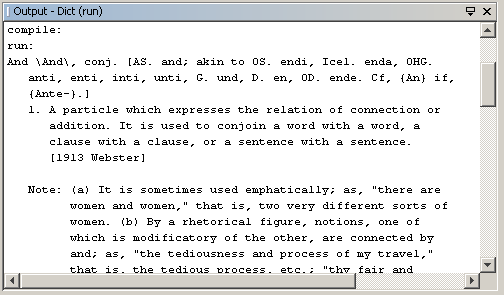 Output - Dict (run)
compile:
run:
And \And\, conj. [AS. and; akin to OS. endi, Icel. enda, OHG.
anti, enti, inti, unti, G. und, D. en, OD. ende. Cf, {An} if,
{Ante-}.]
1. A particle which expresses the relation of connection or
addition. It is used to conjoin a word with a word, a
clause with a clause, or a sentence with a sentence.
[1913 Webster]
Note: (a) It is sometimes used emphatically; as, "there are
women and women," that is, two very different sorts of
women. (b) By a rhetorical figure, notions, one of
which is modificatory of the other, are connected by
and; as, "the tediousness and process of my travel,"
that is, the tedious process, etc.; "thy fair and